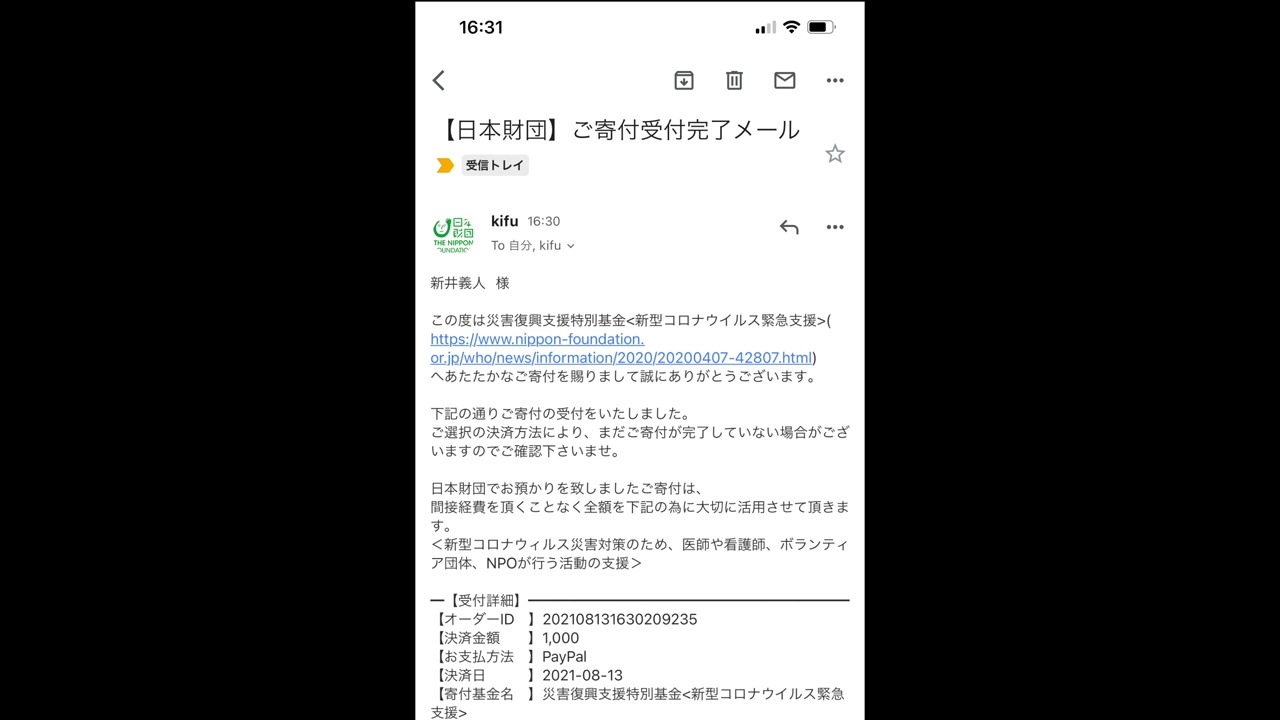 16:31
【日本財団】ご寄付受付完了メール
受信トレイ
日本財団
THE NIPPON
FOUNDATION
kifu 16:30
To 自分, kifu
新井義人 様
この度は災害復興支援特別基金<新型コロナウイルス緊急支援>(
https://www.nippon-foundation.
or.jp/who/news/information/2020/20200407-42807.html)
へあたたかなご寄付を賜りまして誠にありがとうございます。
下記の通りご寄付の受付をいたしました。
ご選択の決済方法により、まだご寄付が完了していない場合がござ
いますのでご確認下さいませ。
日本財団でお預かりを致しましたご寄付は、
間接経費を頂くことなく全額を下記の為に大切に活用させて頂きま
す。
＜新型コロナウィルス災害対策のため、医師や看護師、ボランティ
ア団体、NPOが行う活動の支援＞
━【受付詳細】━━━━━━━━━━━━━━━━━━━━━━━
【オーダーID 】202108131630209235
【決済金額 】1,000
【お支払方法 】PayPal
【決済日 】2021-08-13
【寄付基金名 】災害復興支援特別基金<新型コロナウイルス緊急
支援>